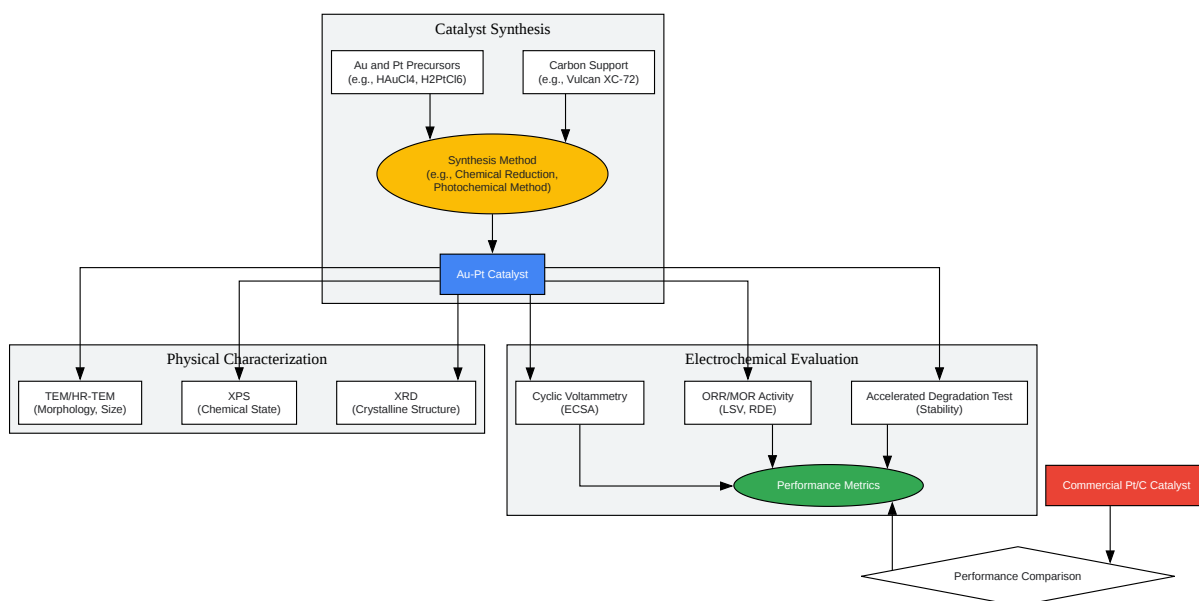 Catalyst Synthesis
Au and Pt Precursors
(e.g., HAuCl4, H2PtCl6)
Carbon Support
(e.g., Vulcan XC-72)
Synthesis Method
(e.g., Chemical Reduction,
Photochemical Method)
Au-Pt Catalyst
Physical Characterization
TEM/HR-TEM
(Morphology, Size)
XPS
(Chemical State)
XRD
(Crystalline Structure)
Electrochemical Evaluation
Cyclic Voltammetry
(ECSA)
ORR/MOR Activity
(LSV, RDE)
Accelerated Degradation Test
(Stability)
Performance Metrics
Commercial Pt/C Catalyst
Performance Comparison